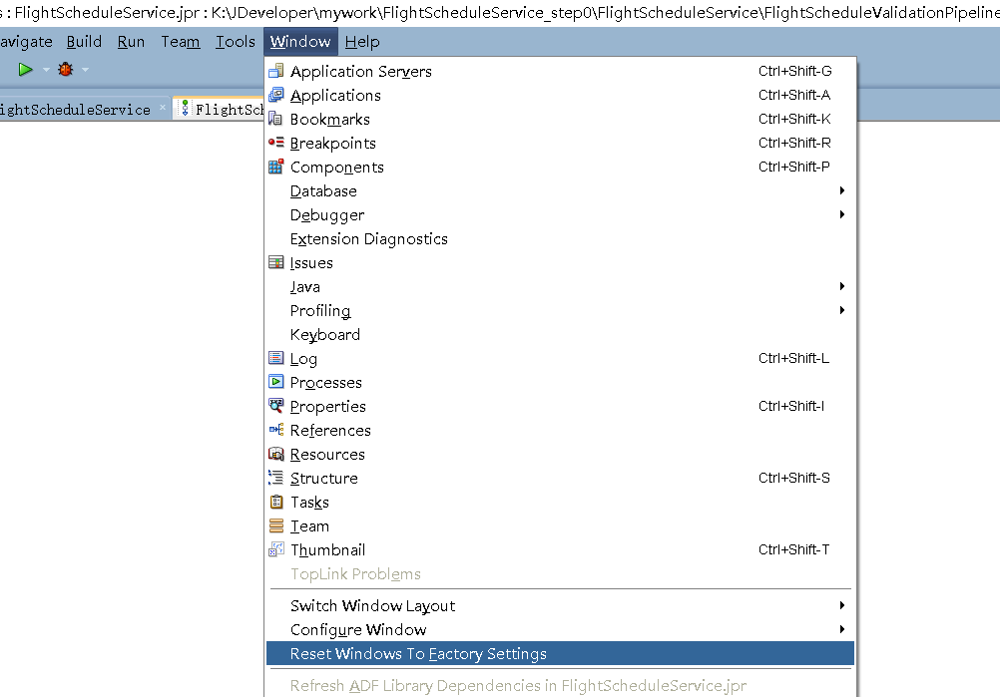 s : FlightScheduleService.jpr : K:\JDeveloper\mywork\FlightScheduleService_step0\FlightScheduleService\FlightScheduleValidationPipeline
avigate Build Run Team Tools Window Help
ightScheduleService FlightSch
Application Servers Ctrl+Shift-G
Applications Ctrl+Shift-A
Bookmarks Ctrl+Shift-K
Breakpoints Ctrl+Shift-R
Components Ctrl+Shift-P
Database
Debugger
Extension Diagnostics
Issues
Java
Profiling
Keyboard
Log Ctrl+Shift-L
Processes
Properties Ctrl+Shift-I
References
Resources
Structure Ctrl+Shift-S
Tasks
Team
Thumbnail Ctrl+Shift-T
TopLink Problems
Switch Window Layout
Configure Window
Reset Windows To Factory Settings
Refresh ADF Library Dependencies in FlightScheduleService.jpr